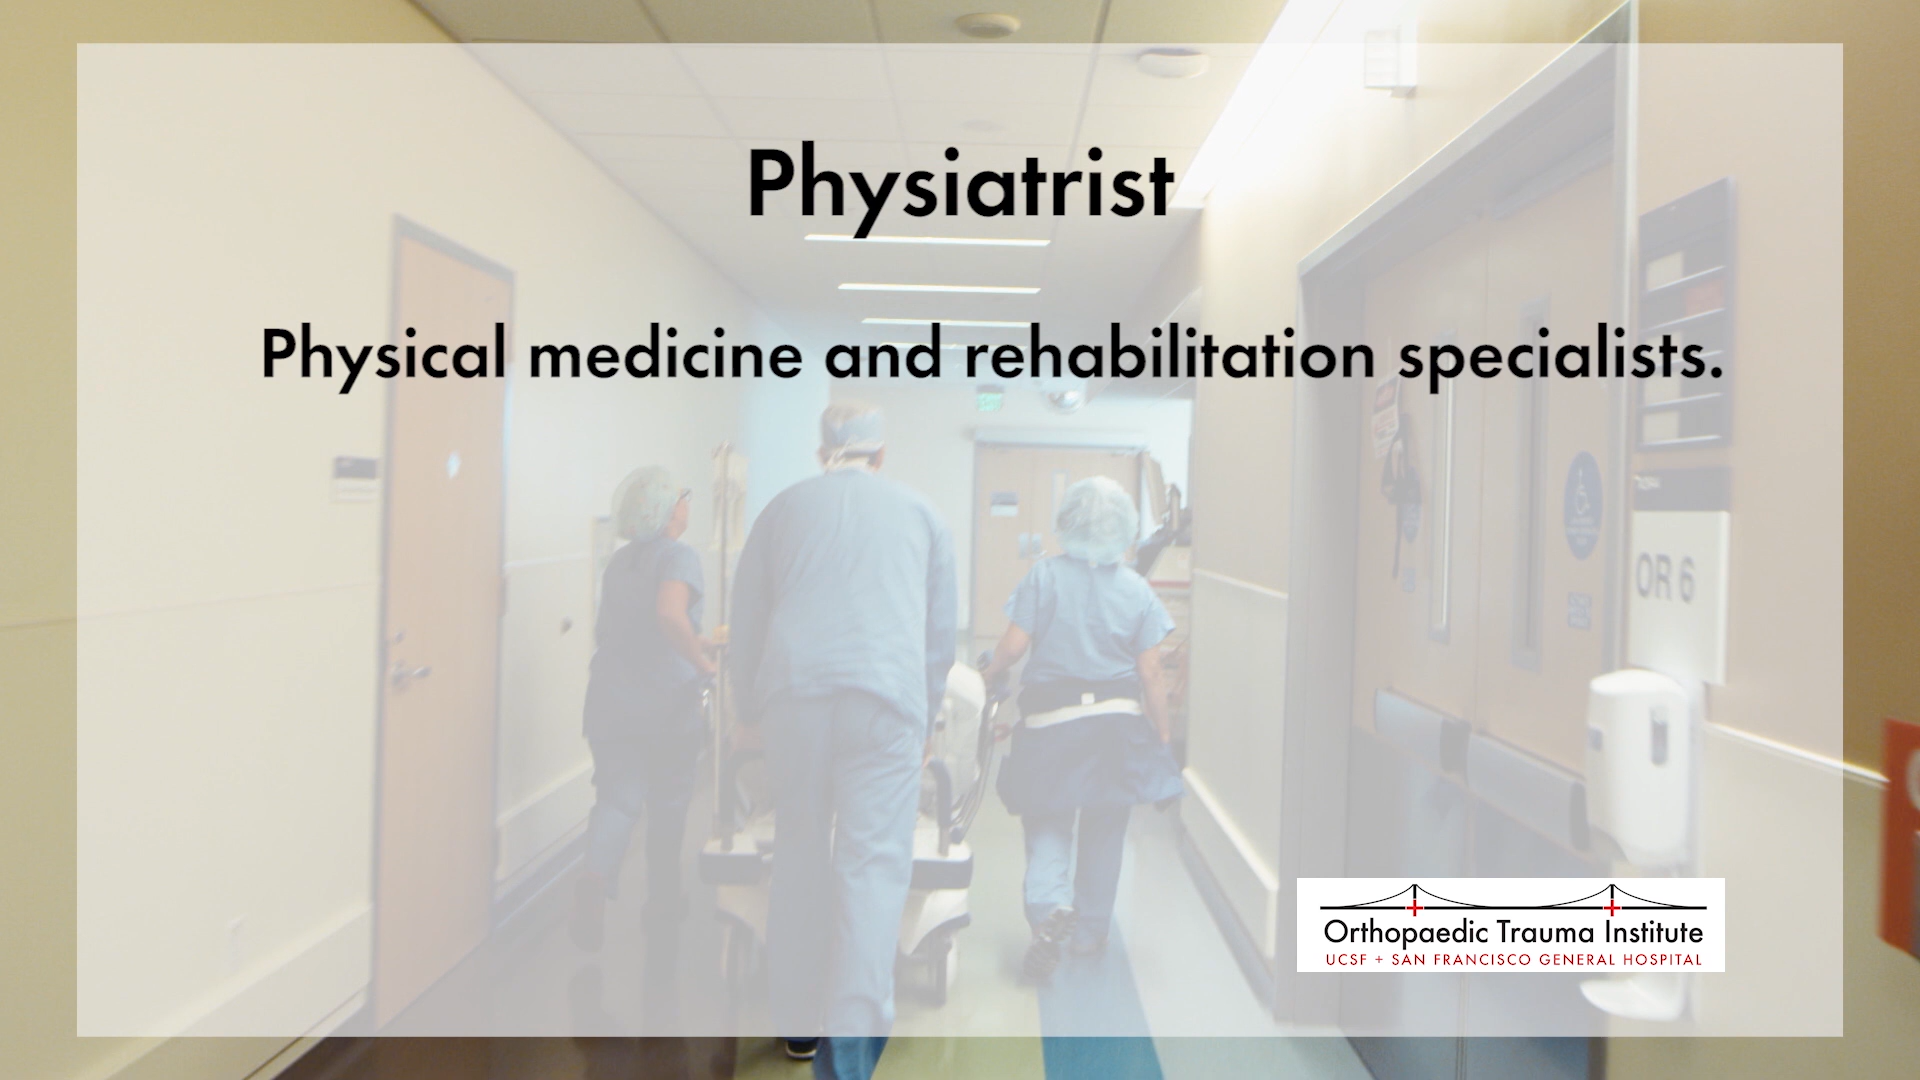 Physiatrist
Physical medicine and rehabilitation specialists.
OR 6
Orthopaedic Trauma Institute
UCSF + SAN FRANCISCO GENERAL HOSPITAL